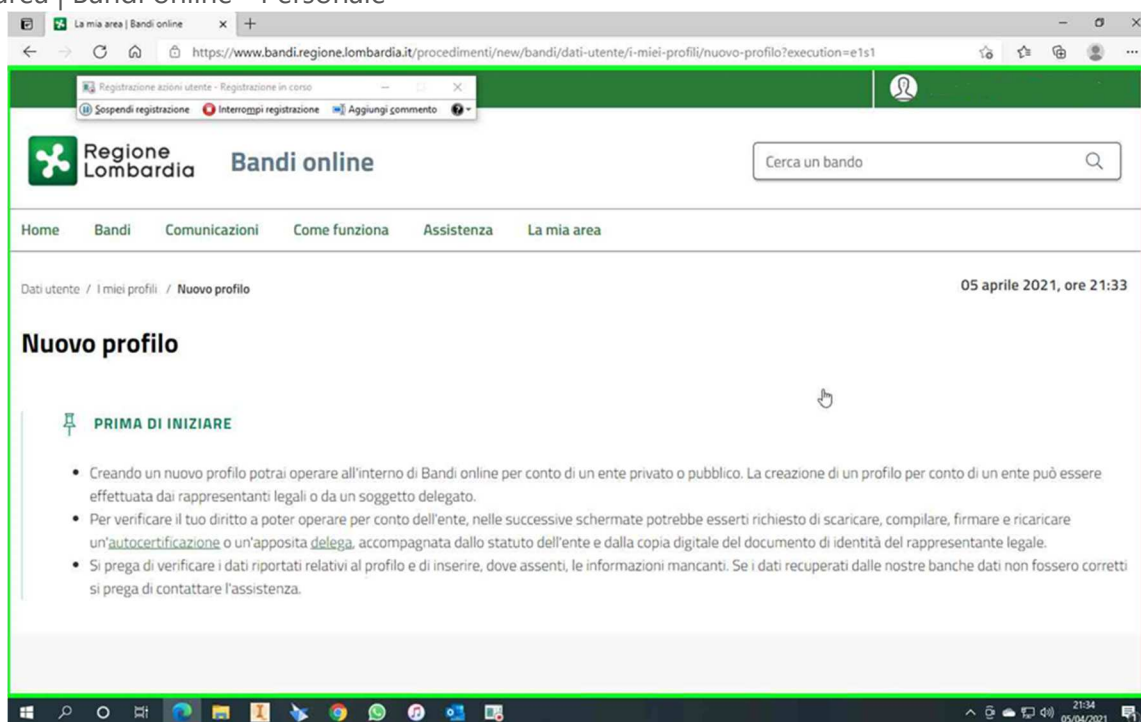 area | Bandi online - Personale
La mia area | Bandi online
https://www.bandi.regione.lombardia.it/procedimenti/new/bandi/dati-utente/i-miei-profili/nuovo-profilo?execution=e1s1
Registrazione azioni utente - Registrazione in corso
Sospendi registrazione Interrompi registrazione Aggiungi commento
Regione
Lombardia
Bandi online
Cerca un bando
Home Bandi Comunicazioni Come funziona Assistenza La mia area
Dati utente / I miei profili / Nuovo profilo
05 aprile 2021, ore 21:33
Nuovo profilo
PRIMA DI INIZIARE
• Creando un nuovo profilo potrai operare all'interno di Bandi online per conto di un ente privato o pubblico. La creazione di un profilo per conto di un ente può essere
effettuata dai rappresentanti legali o da un soggetto delegato.
• Per verificare il tuo diritto a poter operare per conto dell'ente, nelle successive schermate potrebbe esserti richiesto di scaricare, compilare, firmare e ricaricare
un'autocertificazione o un'apposita delega, accompagnata dallo statuto dell'ente e dalla copia digitale del documento di identità del rappresentante legale.
• Si prega di verificare i dati riportati relativi al profilo e di inserire, dove assenti, le informazioni mancanti. Se i dati recuperati dalle nostre banche dati non fossero corretti
si prega di contattare l'assistenza.
21:34
05/04/2021